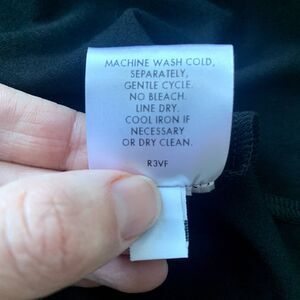 MACHINE WASH COLD,
SEPARATELY,
GENTLE CYCLE.
NO BLEACH.
LINE DRY.
COOL IRON IF
NECESSARY
OR DRY CLEAN.
R3VF